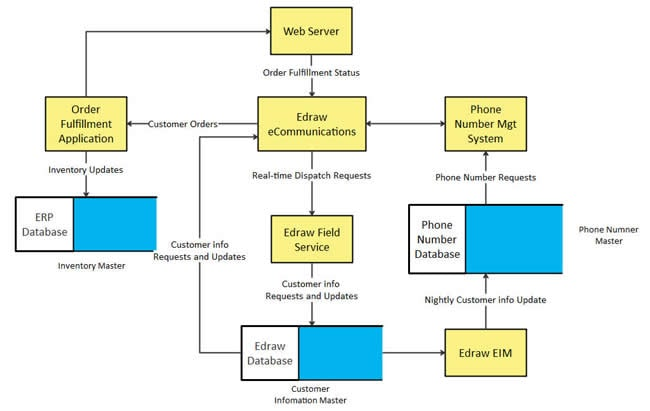 Web Server
Order Fulfillment Status
Order
Fulfillment
Application
Customer Orders
Edraw
eCommunications
Phone
Number Mgt
System
Inventory Updates
Real-time Dispatch Requests
Phone Number Requests
ERP
Database
Inventory Master
Customer info
Requests and Updates
Edraw Field
Service
Phone
Number
Database
Phone Numner
Master
Customer info
Requests and Updates
Nightly Customer info Update
Edraw
Database
Customer
Infomation Master
Edraw EIM